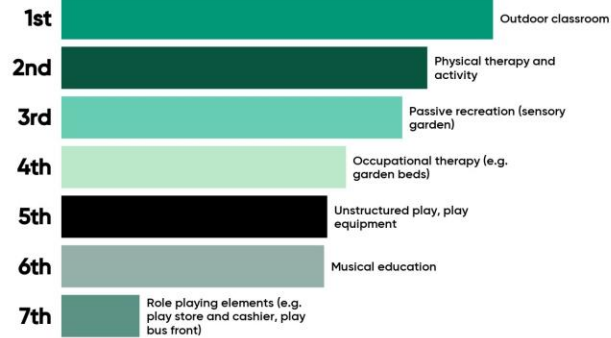 1st
Outdoor classroom
2nd
Physical therapy and
activity
3rd
Passive recreation (sensory
garden)
4th
Occupational therapy (e.g.
garden beds)
5th
Unstructured play, play
equipment
6th
Musical education
7th
Role playing elements (e.g.
play store and cashier, play
bus front)